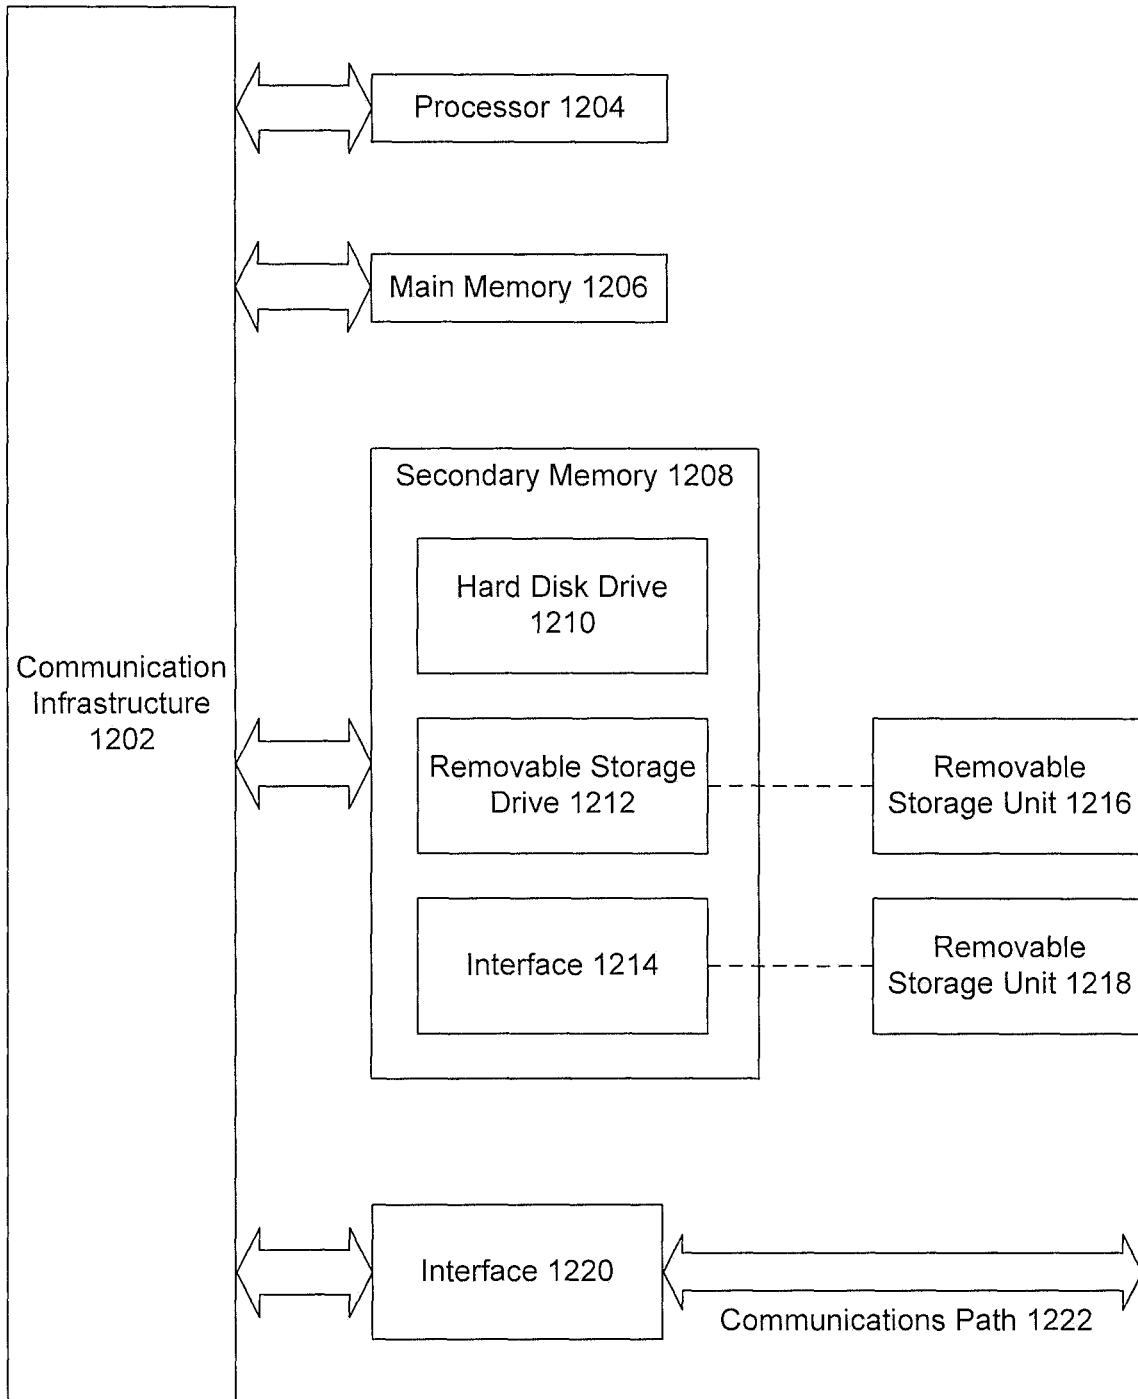 Processor 1204
Main Memory 1206
Secondary Memory 1208
Hard Disk Drive
1210
Communication
Infrastructure
1202
Removable Storage
Drive 1212
Removable
Storage Unit 1216
Interface 1214
Removable
Storage Unit 1218
Interface 1220
Communications Path 1222